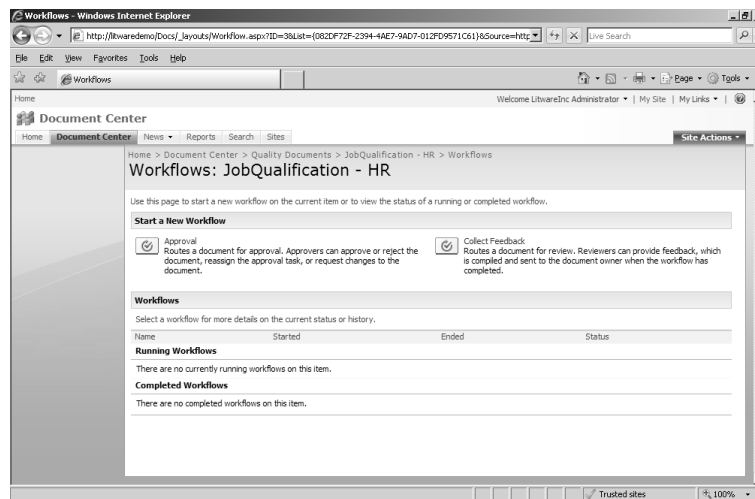 Workflows - Windows Internet Explorer
http://litwaredemo/Docs/_layouts/Workflow.aspx?ID=3&List={082DF72F-2394-4AE7-9AD7-012FD9571C61}&Source=http
Live Search
File Edit View Favorites Tools Help
Workflows
Page Tools
Home
Welcome LitwareInc Administrator | My Site | My Links
Document Center
Home Document Center News Reports Search Sites
Site Actions
Home > Document Center > Quality Documents > JobQualification - HR > Workflows
Workflows: JobQualification - HR
Use this page to start a new workflow on the current item or to view the status of a running or completed workflow.
Start a New Workflow
Approval
Routes a document for approval. Approvers can approve or reject the
document, reassign the approval task, or request changes to the
document.
Collect Feedback
Routes a document for review. Reviewers can provide feedback, which
is compiled and sent to the document owner when the workflow has
completed.
Workflows
Select a workflow for more details on the current status or history.
Name Started Ended Status
Running Workflows
There are no currently running workflows on this item.
Completed Workflows
There are no completed workflows on this item.
Trusted sites
100%